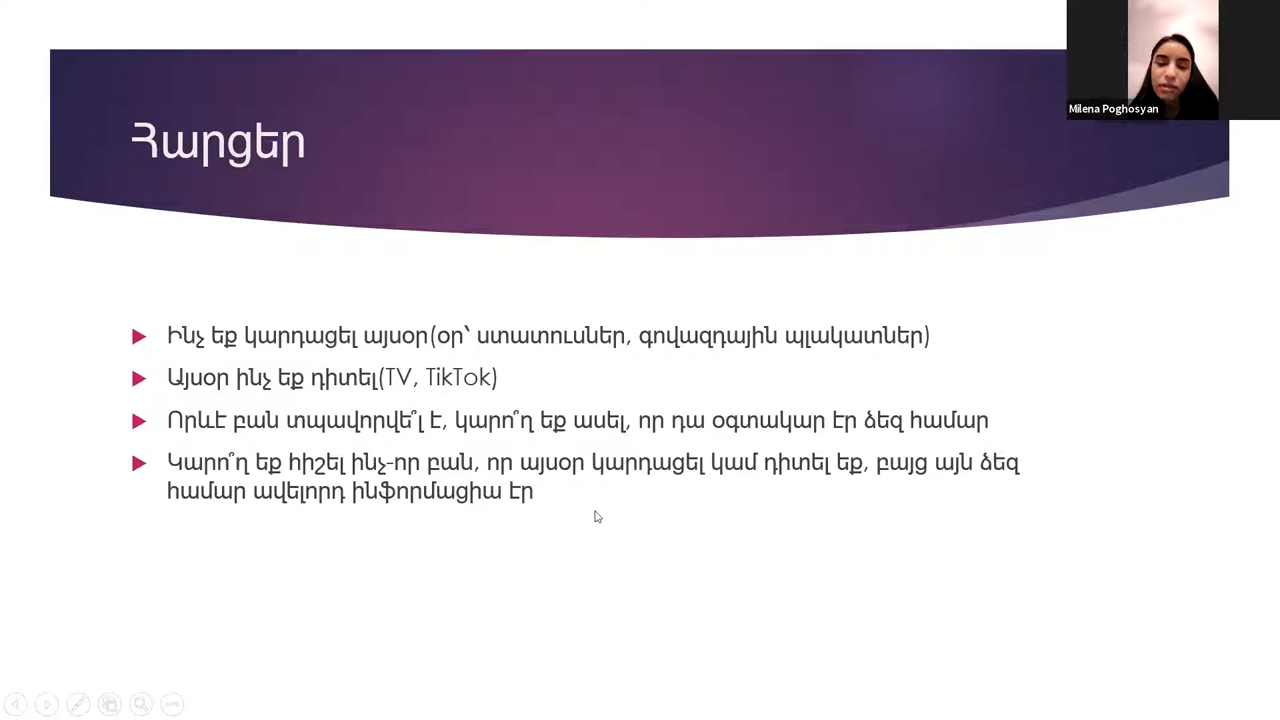 Milena Poghosyan
Հարցեր
Ինչ եք կարդացել այսօր(օր՝ ստատուսներ, գովազդային պլակատներ)
Այսօր ինչ եք դիտել(TV, TikTok)
Որևէ բան տպավորվե՞լ է, կարո՞ղ եք ասել, որ դա օգտակար էր ձեզ համար
Կարո՞ղ եք հիշել ինչ-որ բան, որ այսօր կարդացել կամ դիտել եք, բայց այն ձեզ
համար ավելորդ ինֆորմացիա էր